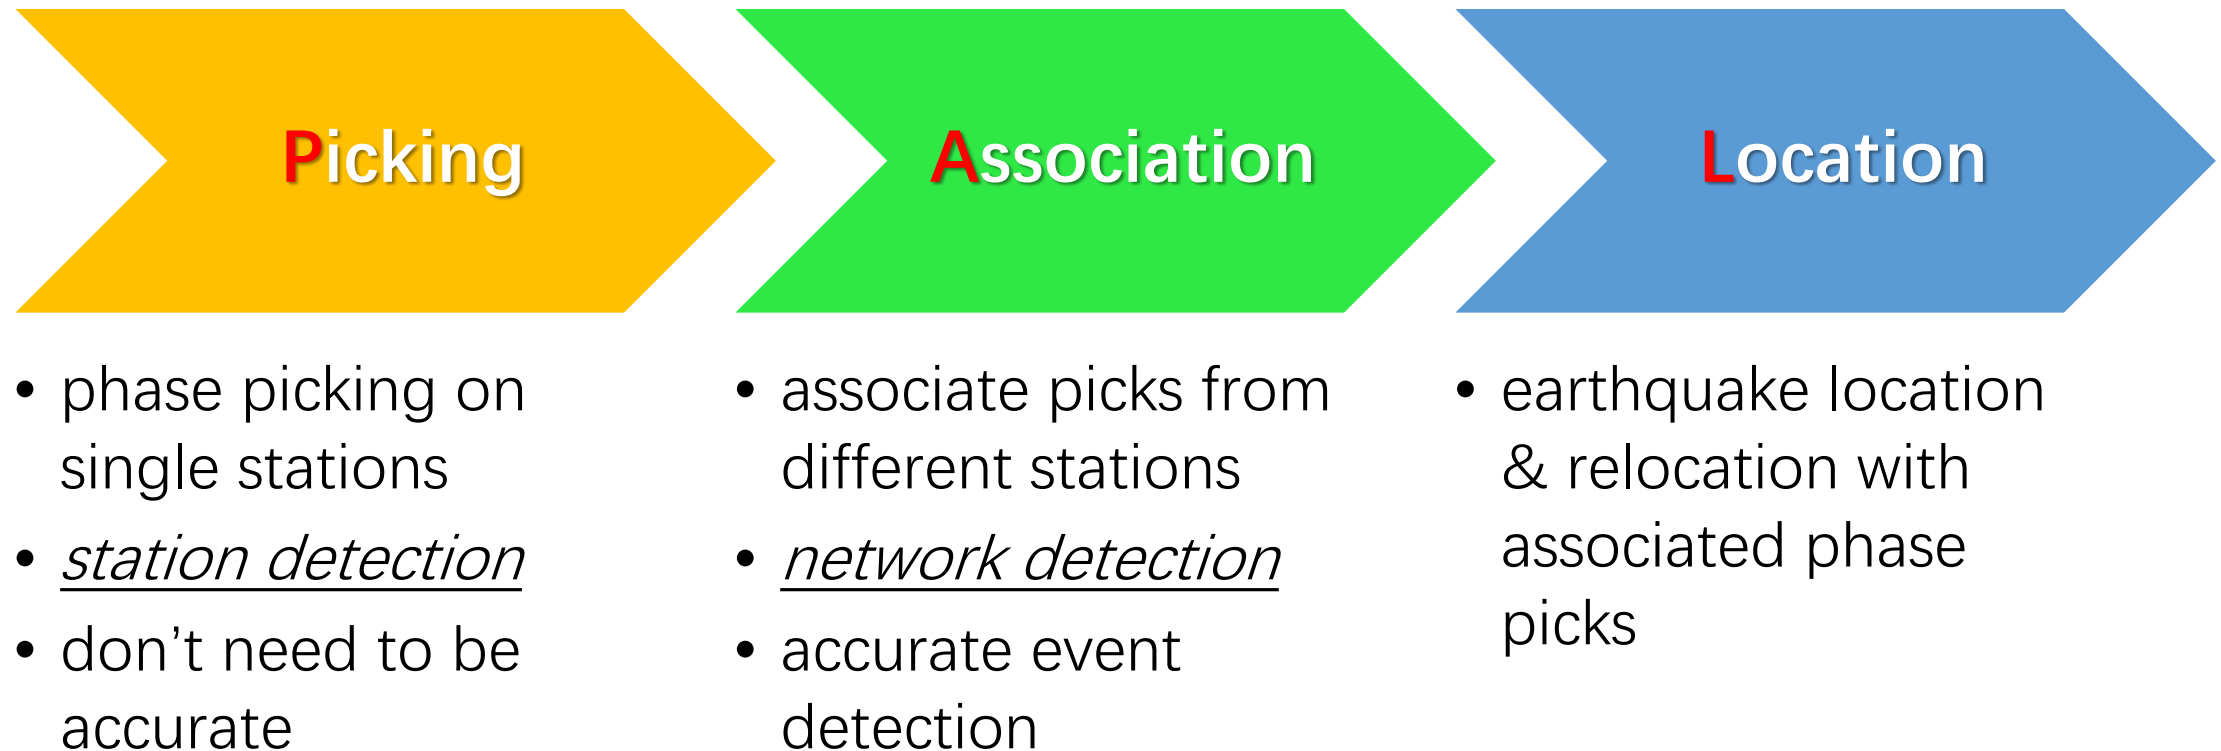 Picking
• phase picking on
single stations
• station detection
• don't need to be
accurate
Association
• associate picks from
different stations
• network detection
• accurate event
detection
Location
• earthquake location
& relocation with
associated phase
picks